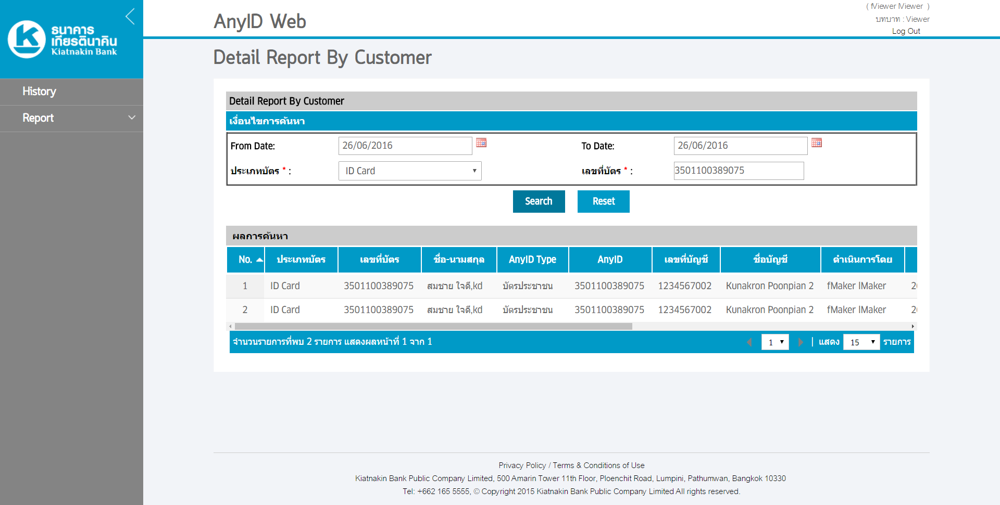 ธนาคาร
เกียรตินาคิน
Kiatnakin Bank
History
Report
AnyID Web
( fViewer lViewer )
บทบาท : Viewer
Log Out
Detail Report By Customer
Detail Report By Customer
เงื่อนไขการค้นหา
From Date: 26/06/2016 To Date: 26/06/2016
ประเภทบัตร * : ID Card เลขที่บัตร * : 3501100389075
Search Reset
ผลการค้นหา
No. ประเภทบัตร เลขที่บัตร ชื่อ-นามสกุล AnyID Type AnyID เลขที่บัญชี ชื่อบัญชี ดำเนินการโดย
1 ID Card 3501100389075 สมชาย ใจดี,kd บัตรประชาชน 3501100389075 1234567002 Kunakron Poonpian 2 fMaker lMaker
2 ID Card 3501100389075 สมชาย ใจดี,kd บัตรประชาชน 3501100389075 1234567002 Kunakron Poonpian 2 fMaker lMaker
จำนวนรายการที่พบ 2 รายการ แสดงผลหน้าที่ 1 จาก 1 1 | แสดง 15 รายการ
Privacy Policy / Terms & Conditions of Use
Kiatnakin Bank Public Company Limited, 500 Amarin Tower 11th Floor, Ploenchit Road, Lumpini, Pathumwan, Bangkok 10330
Tel: +662 165 5555, © Copyright 2015 Kiatnakin Bank Public Company Limited All rights reserved.